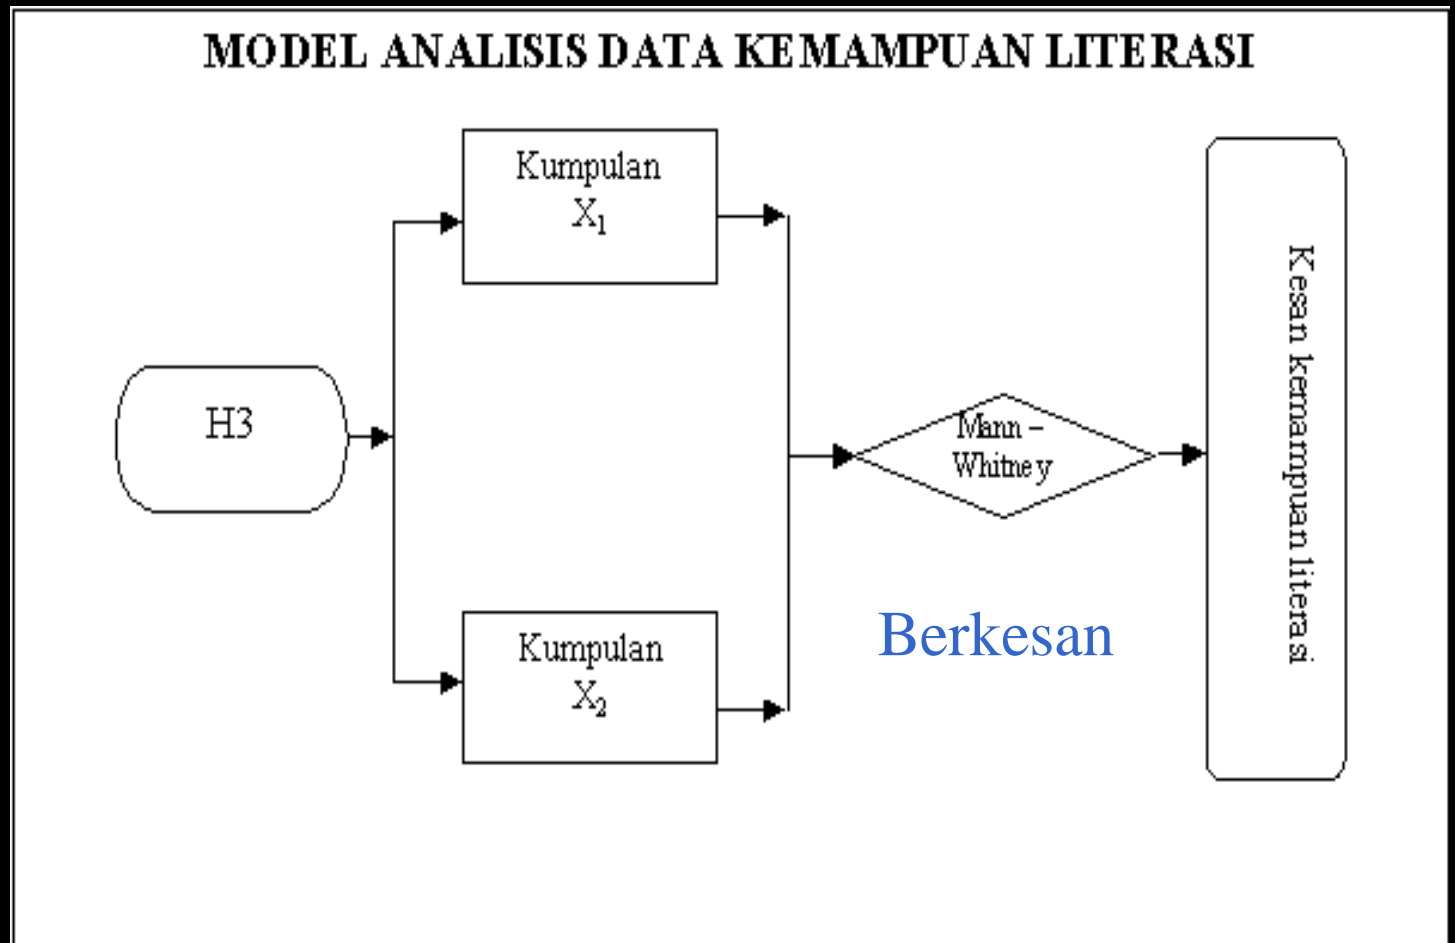 MODEL ANALISIS DATA KEMAMPUAN LITERASI
Kumpulan
X₁
H3
Mann –
Whitney
Kesan kemampuan literasi
Berkesan
Kumpulan
X₂